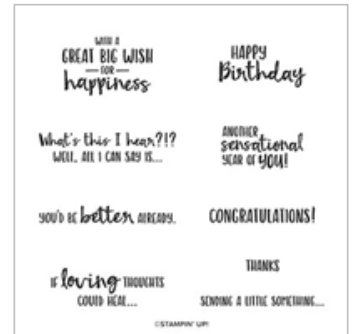 WITH A
GREAT BIG WISH
FOR
happiness
HAPPY
Birthday
What's this I hear?!?
WELL, ALL I CAN SAY IS...
ANOTHER
sensational
YEAR OF YOU!
YOU'D BE better ALREADY.
CONGRATULATIONS!
IF loving THOUGHTS
COULD HEAL...
THANKS
SENDING A LITTLE SOMETHING...
©STAMPIN' UP!